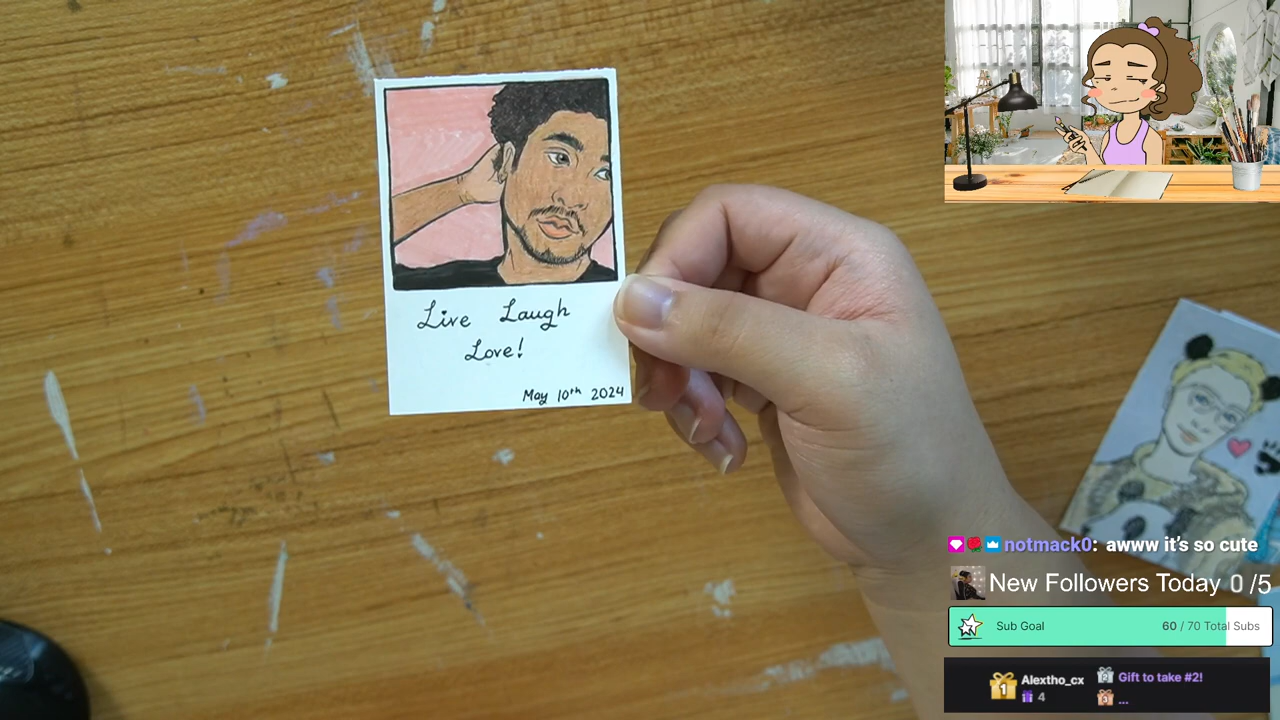 Live Laugh
Love!
May 10th 2024
notmack0: awww it's so cute
New Followers Today 0 /5
Sub Goal
60 / 70 Total Subs
1
Alextho_cx
4
Gift to take #2!
...